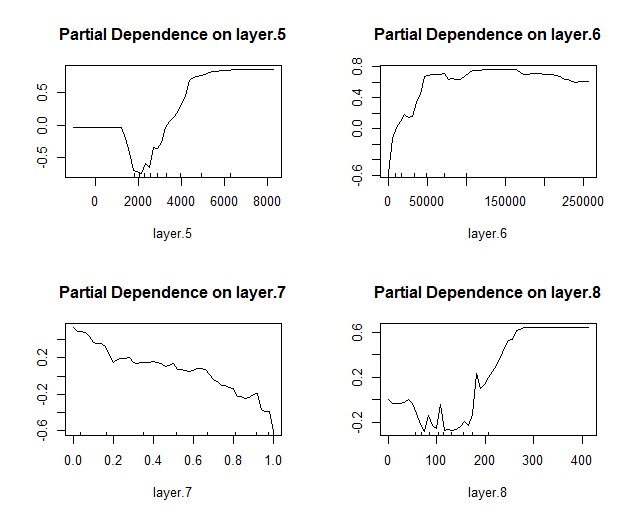 Partial Dependence on layer.5
0.5
0.0
-0.5
0 2000 4000 6000 8000
layer.5
Partial Dependence on layer.6
0.8
0.4
0.0
-0.6
0 50000 150000 250000
layer.6
Partial Dependence on layer.7
0.2
-0.2
-0.6
0.0 0.2 0.4 0.6 0.8 1.0
layer.7
Partial Dependence on layer.8
0.6
0.2
-0.2
0 100 200 300 400
layer.8